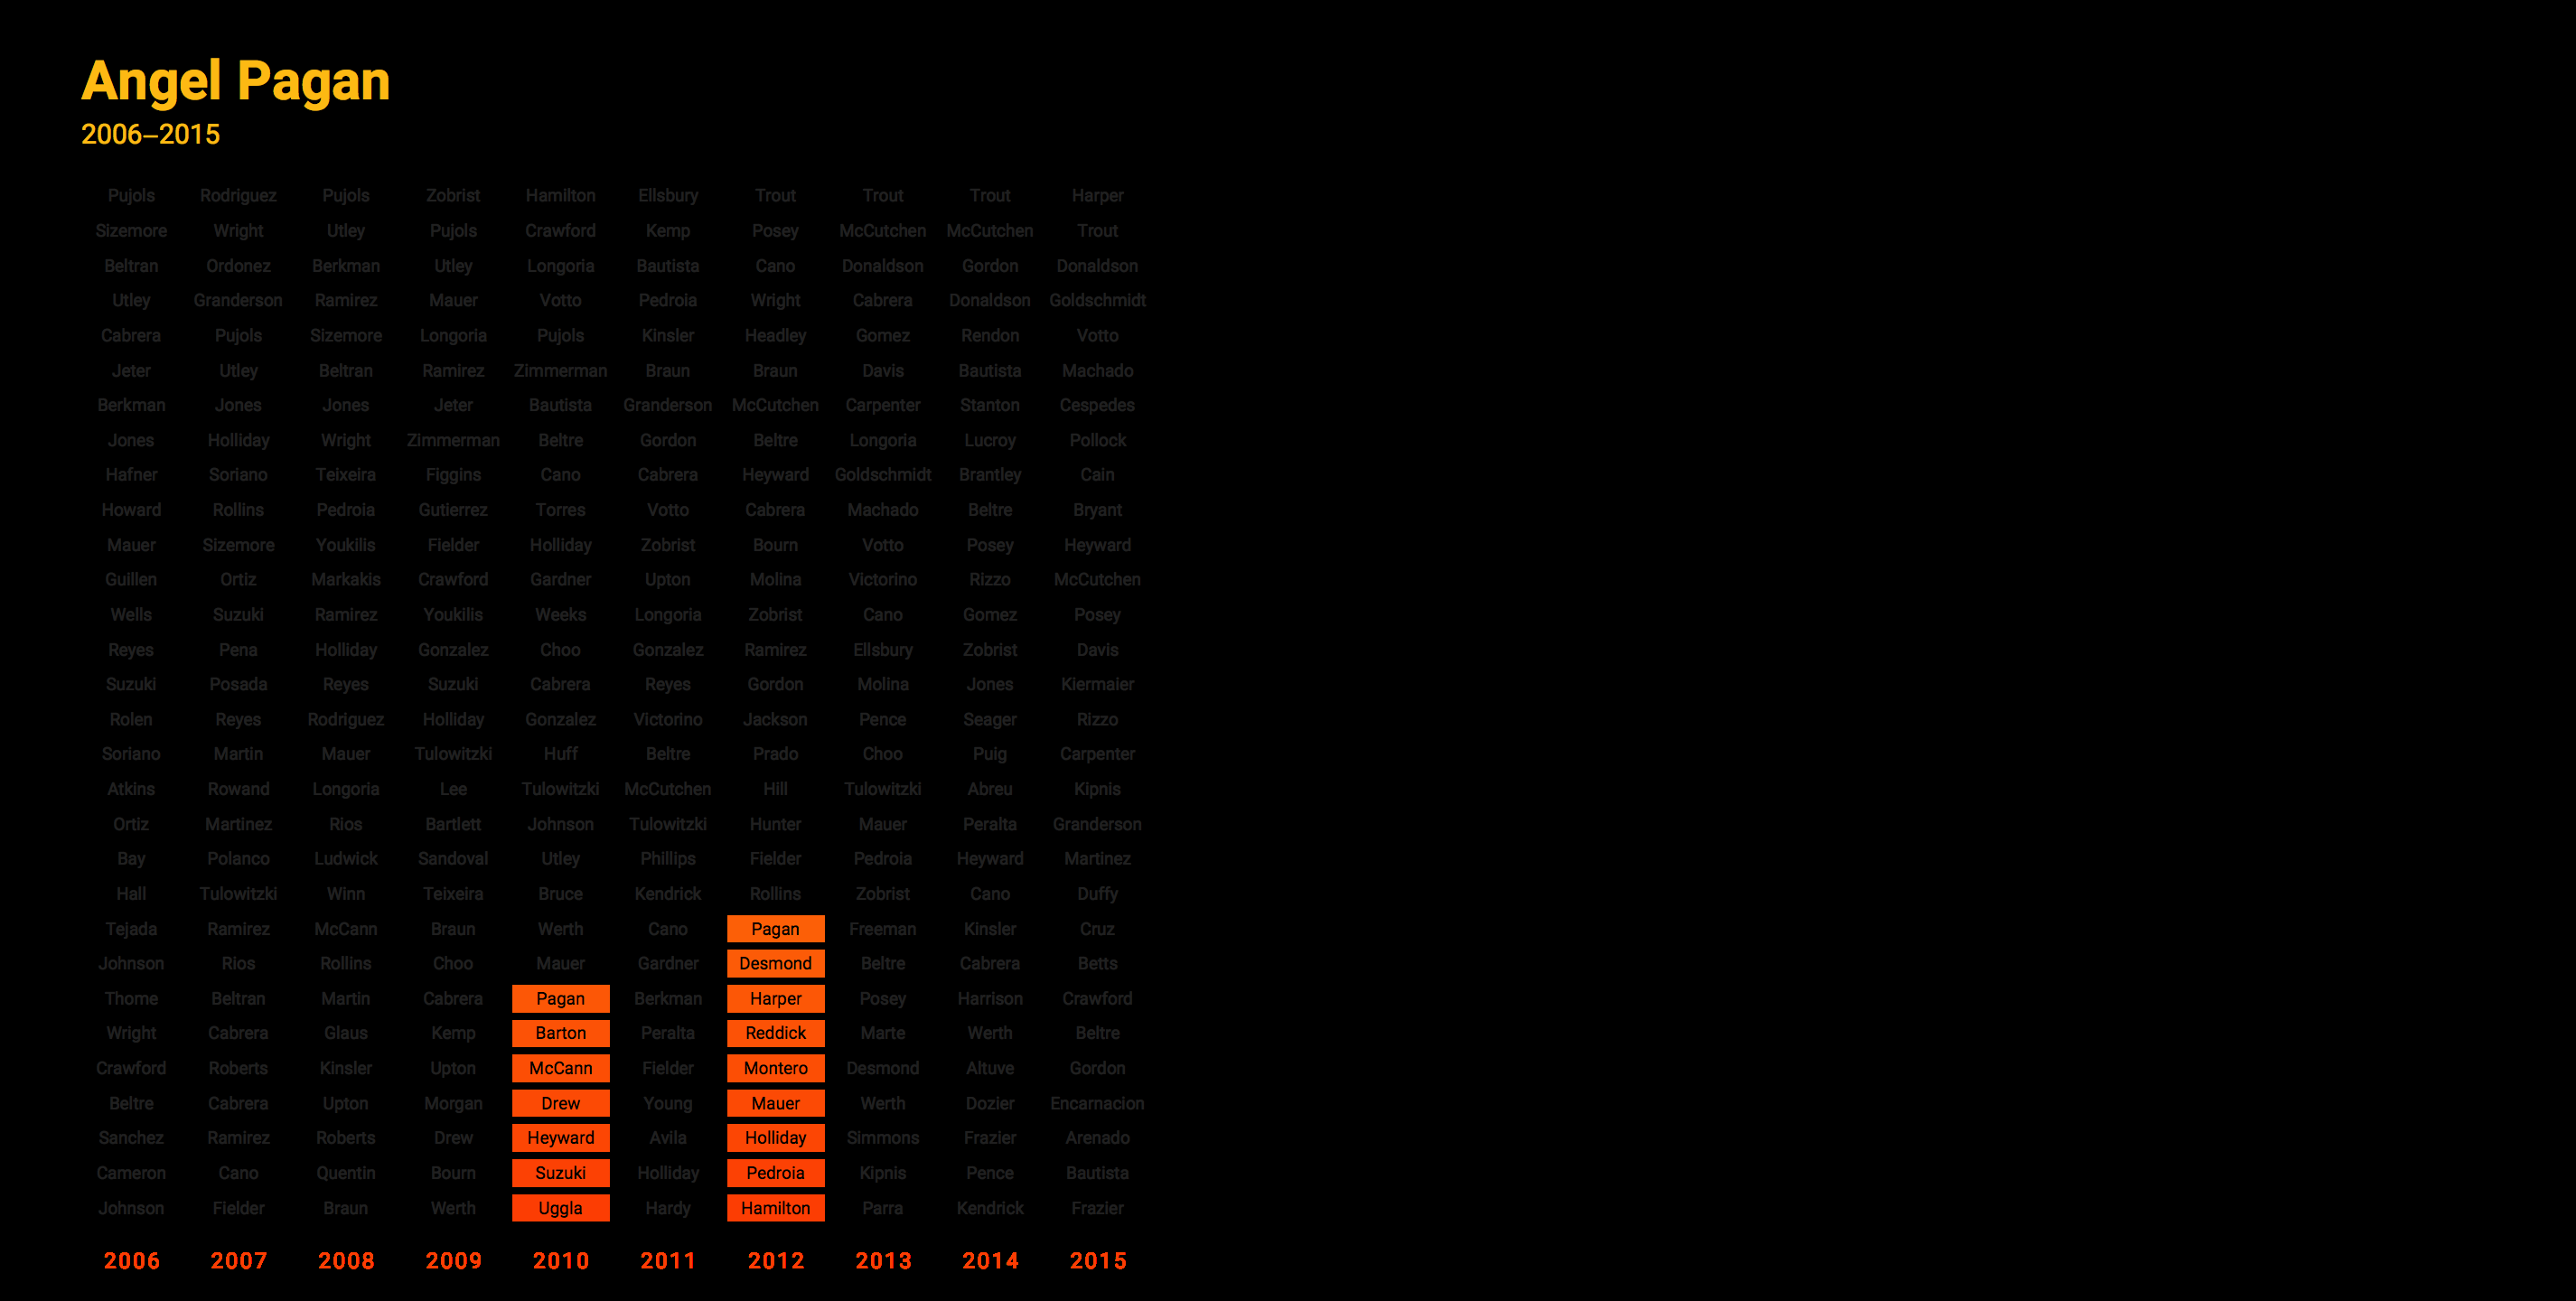 Angel Pagan
2006–2015
Pujols Rodriguez Pujols Zobrist Hamilton Ellsbury Trout Trout Trout Harper
Sizemore Wright Utley Pujols Crawford Kemp Posey McCutchen McCutchen Trout
Beltran Ordonez Berkman Utley Longoria Bautista Cano Donaldson Gordon Donaldson
Utley Granderson Ramirez Mauer Votto Pedroia Wright Cabrera Donaldson Goldschmidt
Cabrera Pujols Sizemore Longoria Pujols Kinsler Headley Gomez Rendon Votto
Jeter Utley Beltran Ramirez Zimmerman Braun Braun Davis Bautista Machado
Berkman Jones Jones Jeter Bautista Granderson McCutchen Carpenter Stanton Cespedes
Jones Holliday Wright Zimmerman Beltre Gordon Beltre Longoria Lucroy Pollock
Hafner Soriano Teixeira Figgins Cano Cabrera Heyward Goldschmidt Brantley Cain
Howard Rollins Pedroia Gutierrez Torres Votto Cabrera Machado Beltre Bryant
Mauer Sizemore Youkilis Fielder Holliday Zobrist Bourn Votto Posey Heyward
Guillen Ortiz Markakis Crawford Gardner Upton Molina Victorino Rizzo McCutchen
Wells Suzuki Ramirez Youkilis Weeks Longoria Zobrist Cano Gomez Posey
Reyes Pena Holliday Gonzalez Choo Gonzalez Ramirez Ellsbury Zobrist Davis
Suzuki Posada Reyes Suzuki Cabrera Reyes Gordon Molina Jones Kiermaier
Rolen Reyes Rodriguez Holliday Gonzalez Victorino Jackson Pence Seager Rizzo
Soriano Martin Mauer Tulowitzki Huff Beltre Prado Choo Puig Carpenter
Atkins Rowand Longoria Lee Tulowitzki McCutchen Hill Tulowitzki Abreu Kipnis
Ortiz Martinez Rios Bartlett Johnson Tulowitzki Hunter Mauer Peralta Granderson
Bay Polanco Ludwick Sandoval Utley Phillips Fielder Pedroia Heyward Martinez
Hall Tulowitzki Winn Teixeira Bruce Kendrick Rollins Zobrist Cano Duffy
Tejada Ramirez McCann Braun Werth Cano Pagan Freeman Kinsler Cruz
Johnson Rios Rollins Choo Mauer Gardner Desmond Beltre Cabrera Betts
Thome Beltran Martin Cabrera Pagan Berkman Harper Posey Harrison Crawford
Wright Cabrera Glaus Kemp Barton Peralta Reddick Marte Werth Beltre
Crawford Roberts Kinsler Upton McCann Fielder Montero Desmond Altuve Gordon
Beltre Cabrera Upton Morgan Drew Young Mauer Werth Dozier Encarnacion
Sanchez Ramirez Roberts Drew Heyward Avila Holliday Simmons Frazier Arenado
Cameron Cano Quentin Bourn Suzuki Holliday Pedroia Kipnis Pence Bautista
Johnson Fielder Braun Werth Uggla Hardy Hamilton Parra Kendrick Frazier
2006 2007 2008 2009 2010 2011 2012 2013 2014 2015